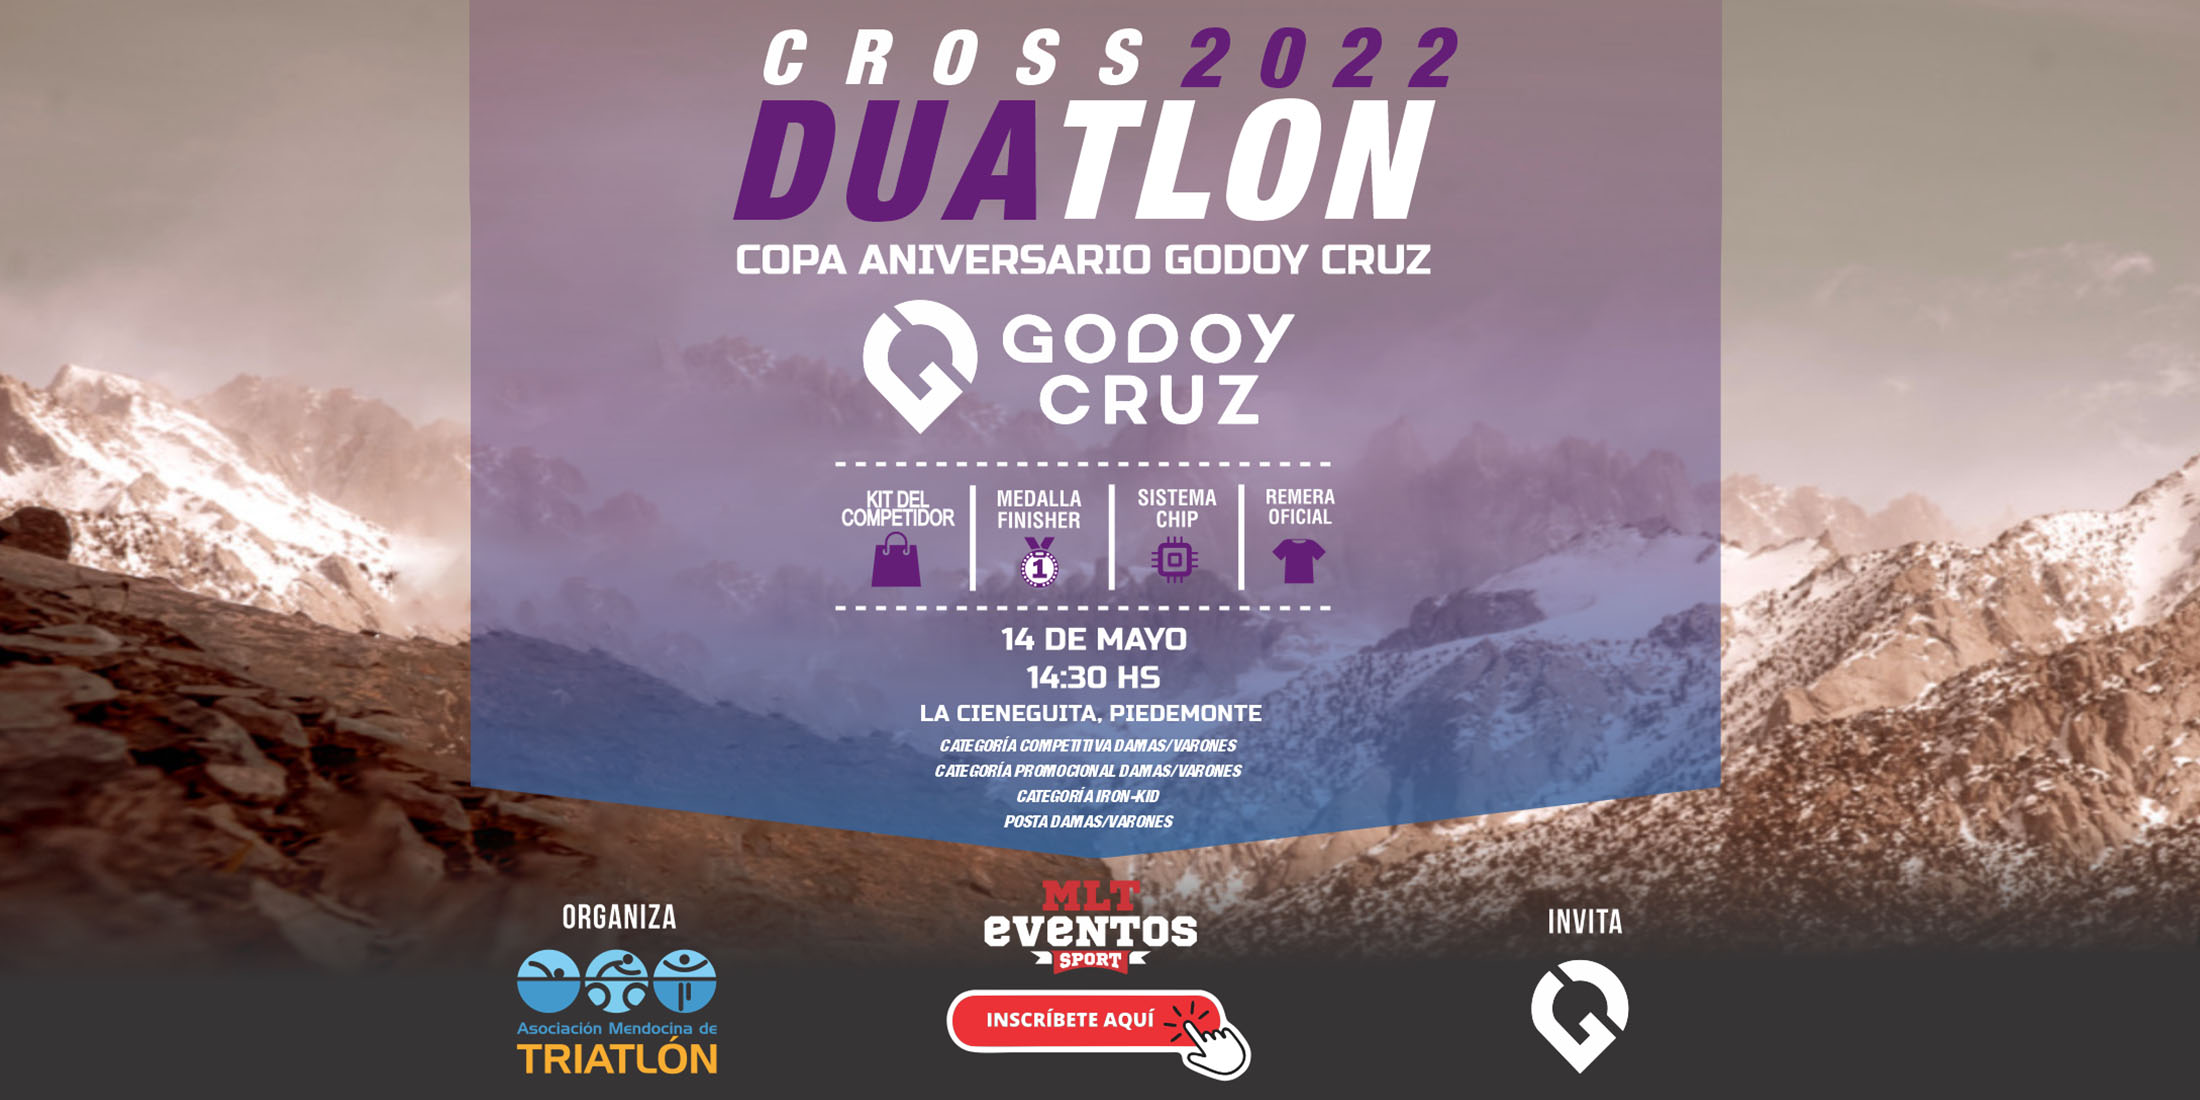 CROSS 2022
DUATLON
COPA ANIVERSARIO GODOY CRUZ
GODOY
CRUZ
KIT DEL
COMPETIDOR
MEDALLA
FINISHER
1
SISTEMA
CHIP
REMERA
OFICIAL
14 DE MAYO
14:30 HS
LA CIENEGUITA, PIEDEMONTE
CATEGORÍA COMPETITIVA DAMAS/VARONES
CATEGORÍA PROMOCIONAL DAMAS/VARONES
CATEGORÍA IRON-KID
POSTA DAMAS/VARONES
ORGANIZA
Asociación Mendocina de
TRIATLÓN
MLT
eventos
SPORT
INSCRÍBETE AQUÍ
INVITA